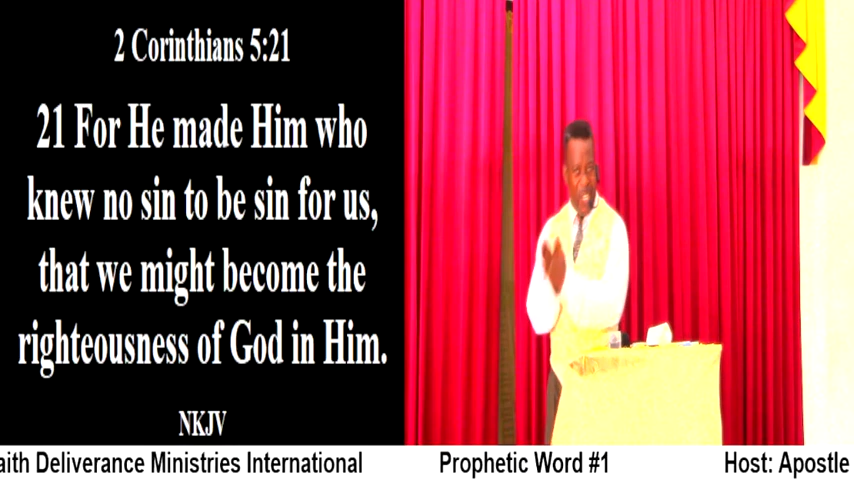 2 Corinthians 5:21
21 For He made Him who
knew no sin to be sin for us,
that we might become the
righteousness of God in Him.
NKJV
aith Deliverance Ministries International Prophetic Word #1 Host: Apostle